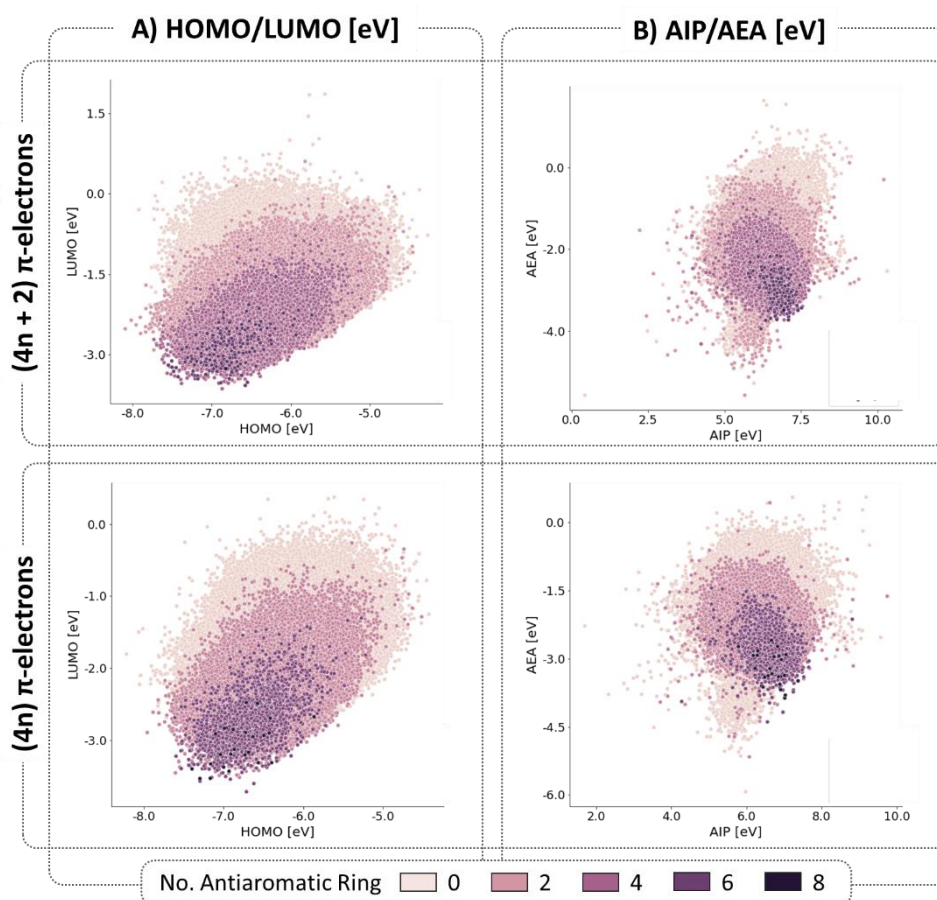 A) HOMO/LUMO [eV]
B) AIP/AEA [eV]
(4n + 2) π-electrons
LUMO [eV]
1.5
0.0
-1.5
-3.0
-8.0 -7.0 -6.0 -5.0
HOMO [eV]
AEA [eV]
0.0
-2.0
-4.0
0.0 2.5 5.0 7.5 10.0
AIP [eV]
(4n) π-electrons
LUMO [eV]
0.0
-1.0
-2.0
-3.0
-8.0 -7.0 -6.0 -5.0
HOMO [eV]
AEA [eV]
0.0
-1.5
-3.0
-4.5
-6.0
2.0 4.0 6.0 8.0 10.0
AIP [eV]
No. Antiaromatic Ring 0 2 4 6 8